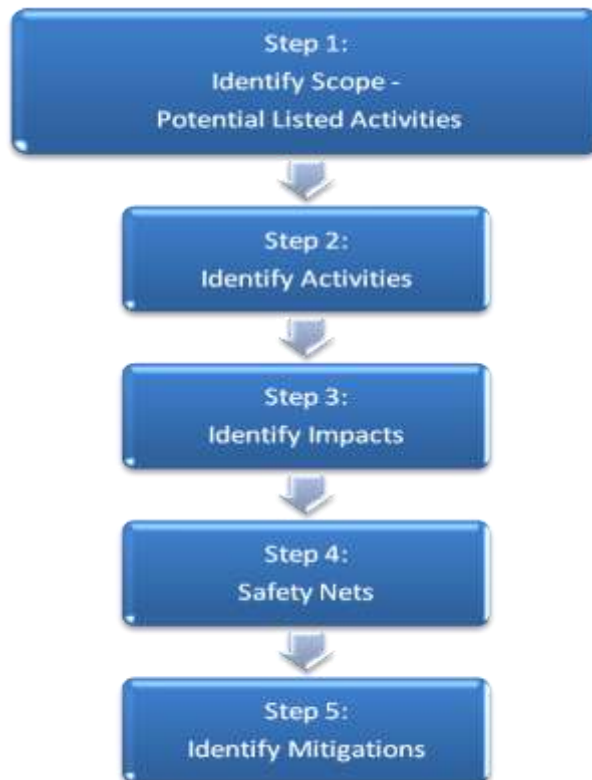 Step 1:
Identify Scope -
Potential Listed Activities
Step 2:
Identify Activities
Step 3:
Identify Impacts
Step 4:
Safety Nets
Step 5:
Identify Mitigations